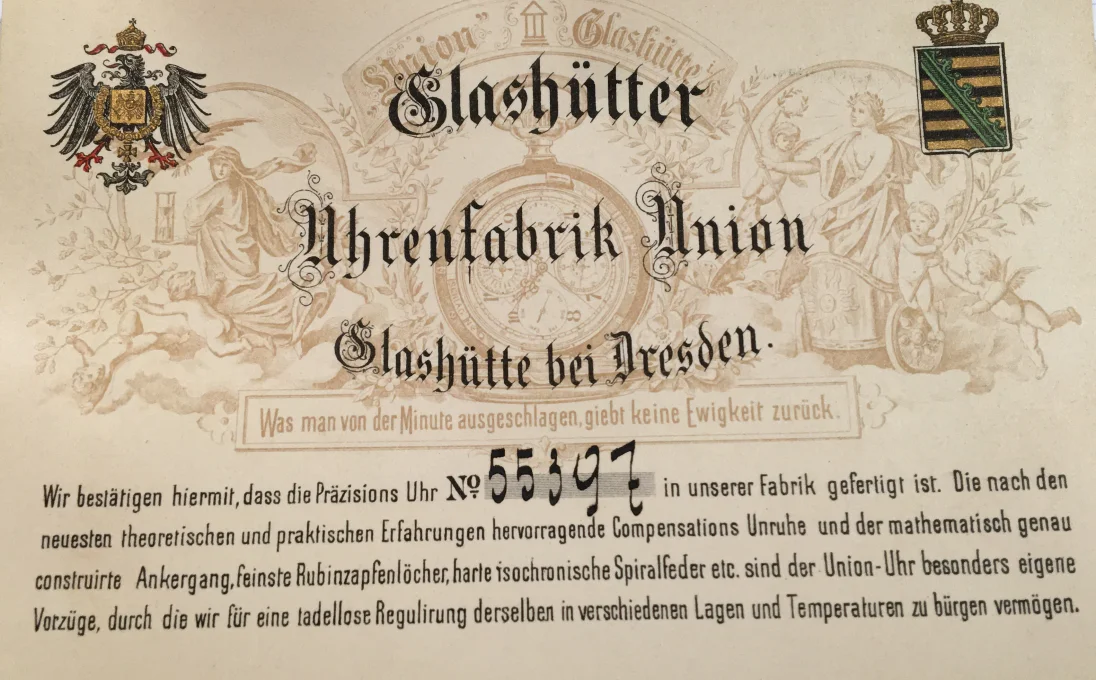 "Union" Glashütte
Glashütter
Uhrenfabrik Union
Glashütte bei Dresden.
Was man von der Minute ausgeschlagen, giebt keine Ewigkeit zurück.
Wir bestätigen hiermit, dass die Präzisions Uhr No 55397 in unserer Fabrik gefertigt ist. Die nach den
neuesten theoretischen und praktischen Erfahrungen hervorragende Compensations Unruhe und der mathematisch genau
construirte Ankergang, feinste Rubinzapfenlöcher, harte isochronische Spiralfeder etc. sind der Union-Uhr besonders eigene
Vorzüge, durch die wir für eine tadellose Regulirung derselben in verschiedenen Lagen und Temperaturen zu bürgen vermögen.